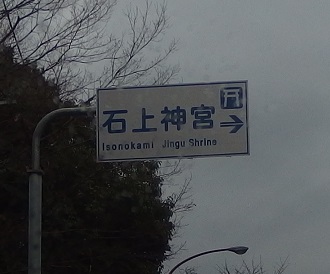 石上神宮
Isonokami Jingu Shrine